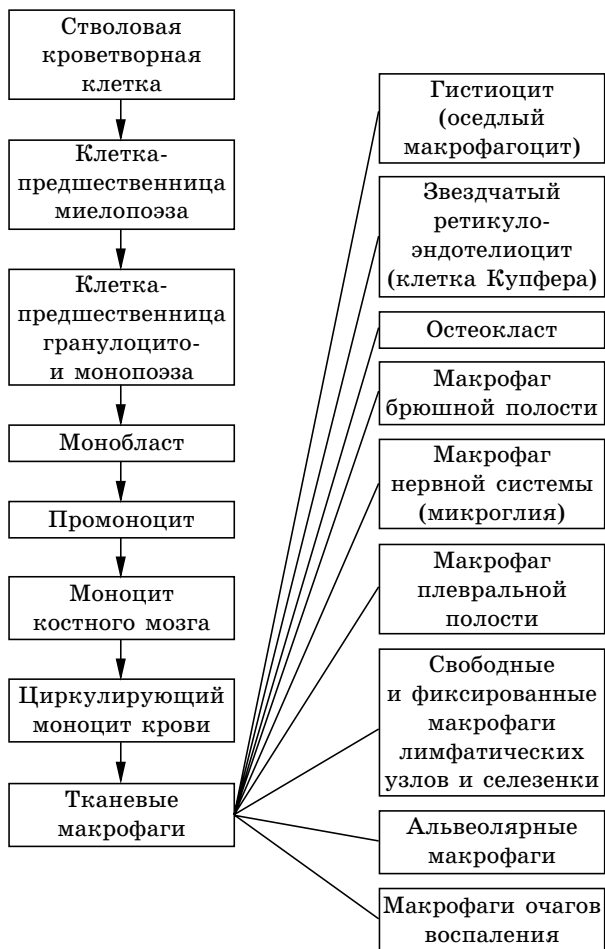 Стволовая
кроветворная
клетка
Клетка-
предшественница
миелопоэза
Клетка-
предшественница
гранулоцито-
и монопоэза
Монобласт
Промоноцит
Моноцит
костного мозга
Циркулирующий
моноцит крови
Тканевые
макрофаги
Гистиоцит
(оседлый
макрофагоцит)
Звездчатый
ретикуло-
эндотелиоцит
(клетка Купфера)
Остеокласт
Макрофаг
брюшной полости
Макрофаг
нервной системы
(микроглия)
Макрофаг
плевральной
полости
Свободные
и фиксированные
макрофаги
лимфатических
узлов и селезенки
Альвеолярные
макрофаги
Макрофаги очагов
воспаления